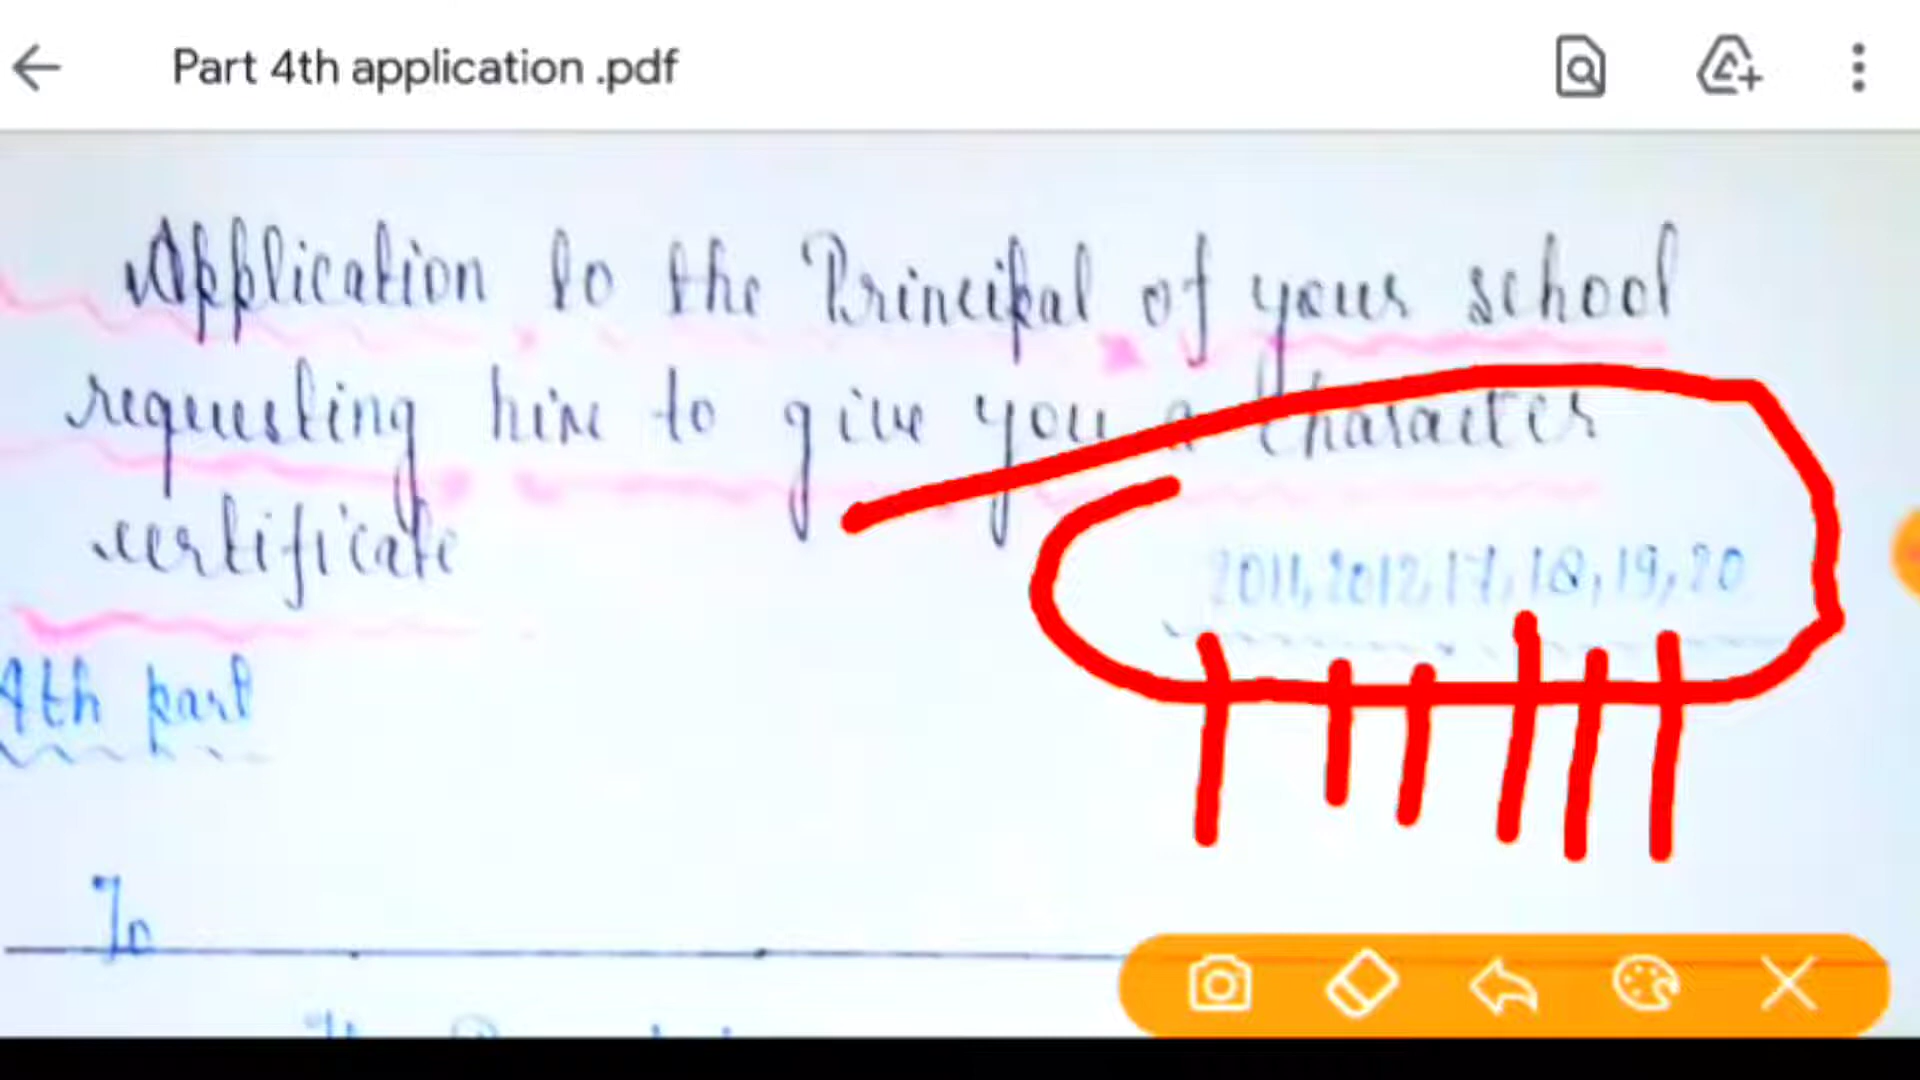 Part 4th application .pdf
Application to the Principal of your school
requesting him to give you a Character
certificate
2011, 2012, 17, 18, 19, 20
4th part
To